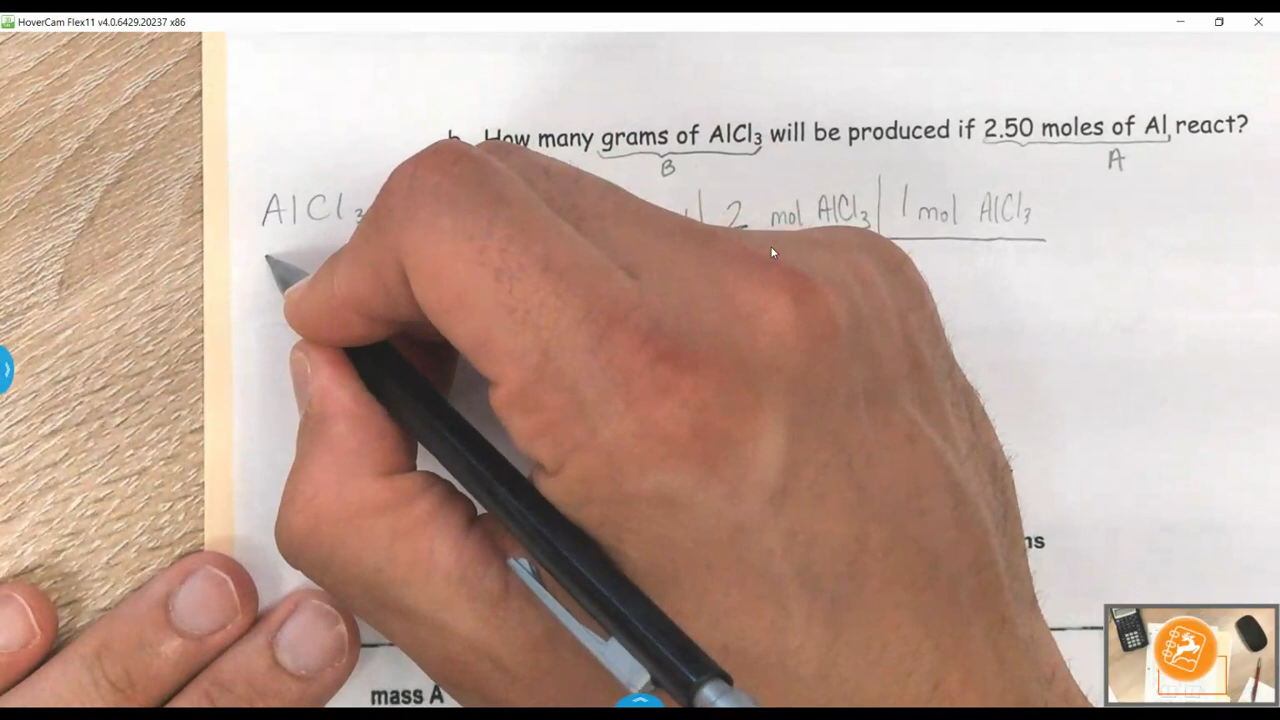 HoverCam Flex11 v4.0.6429.20237 x86
How many grams of AlCl₃ will be produced if 2.50 moles of Al react?
B A
AlCl₃ 2 mol AlCl₃ | 1 mol AlCl₃
mass A